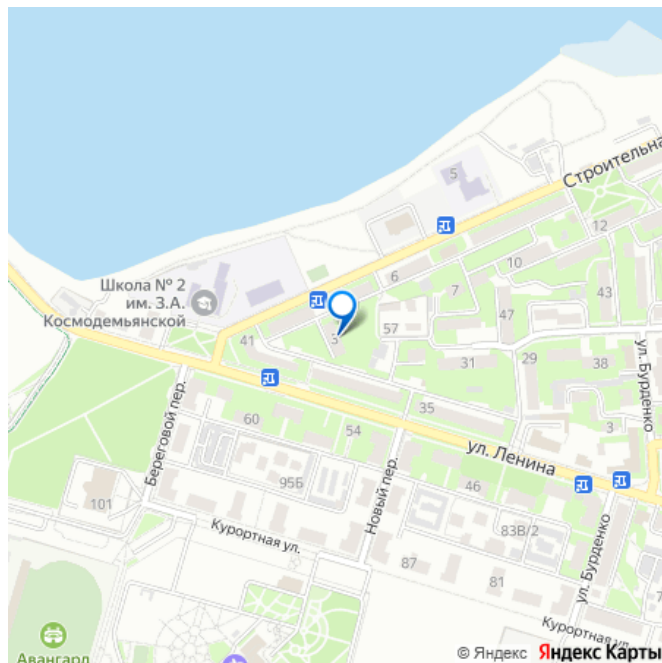 Строительна
5
12
Школа № 2
им. З.А.
Космодемьянской
6
10
7
43
47
57
3
41
31
29
38
ул. Бурденко
35
60
54
3
ул. Ленина
Береговой пер.
95Б
Новый пер.
46
101
Курортная ул.
83В/2
87
81
ул. Бурденко
7
Курортная ул.
Авангард
© Яндекс Яндекс Карты